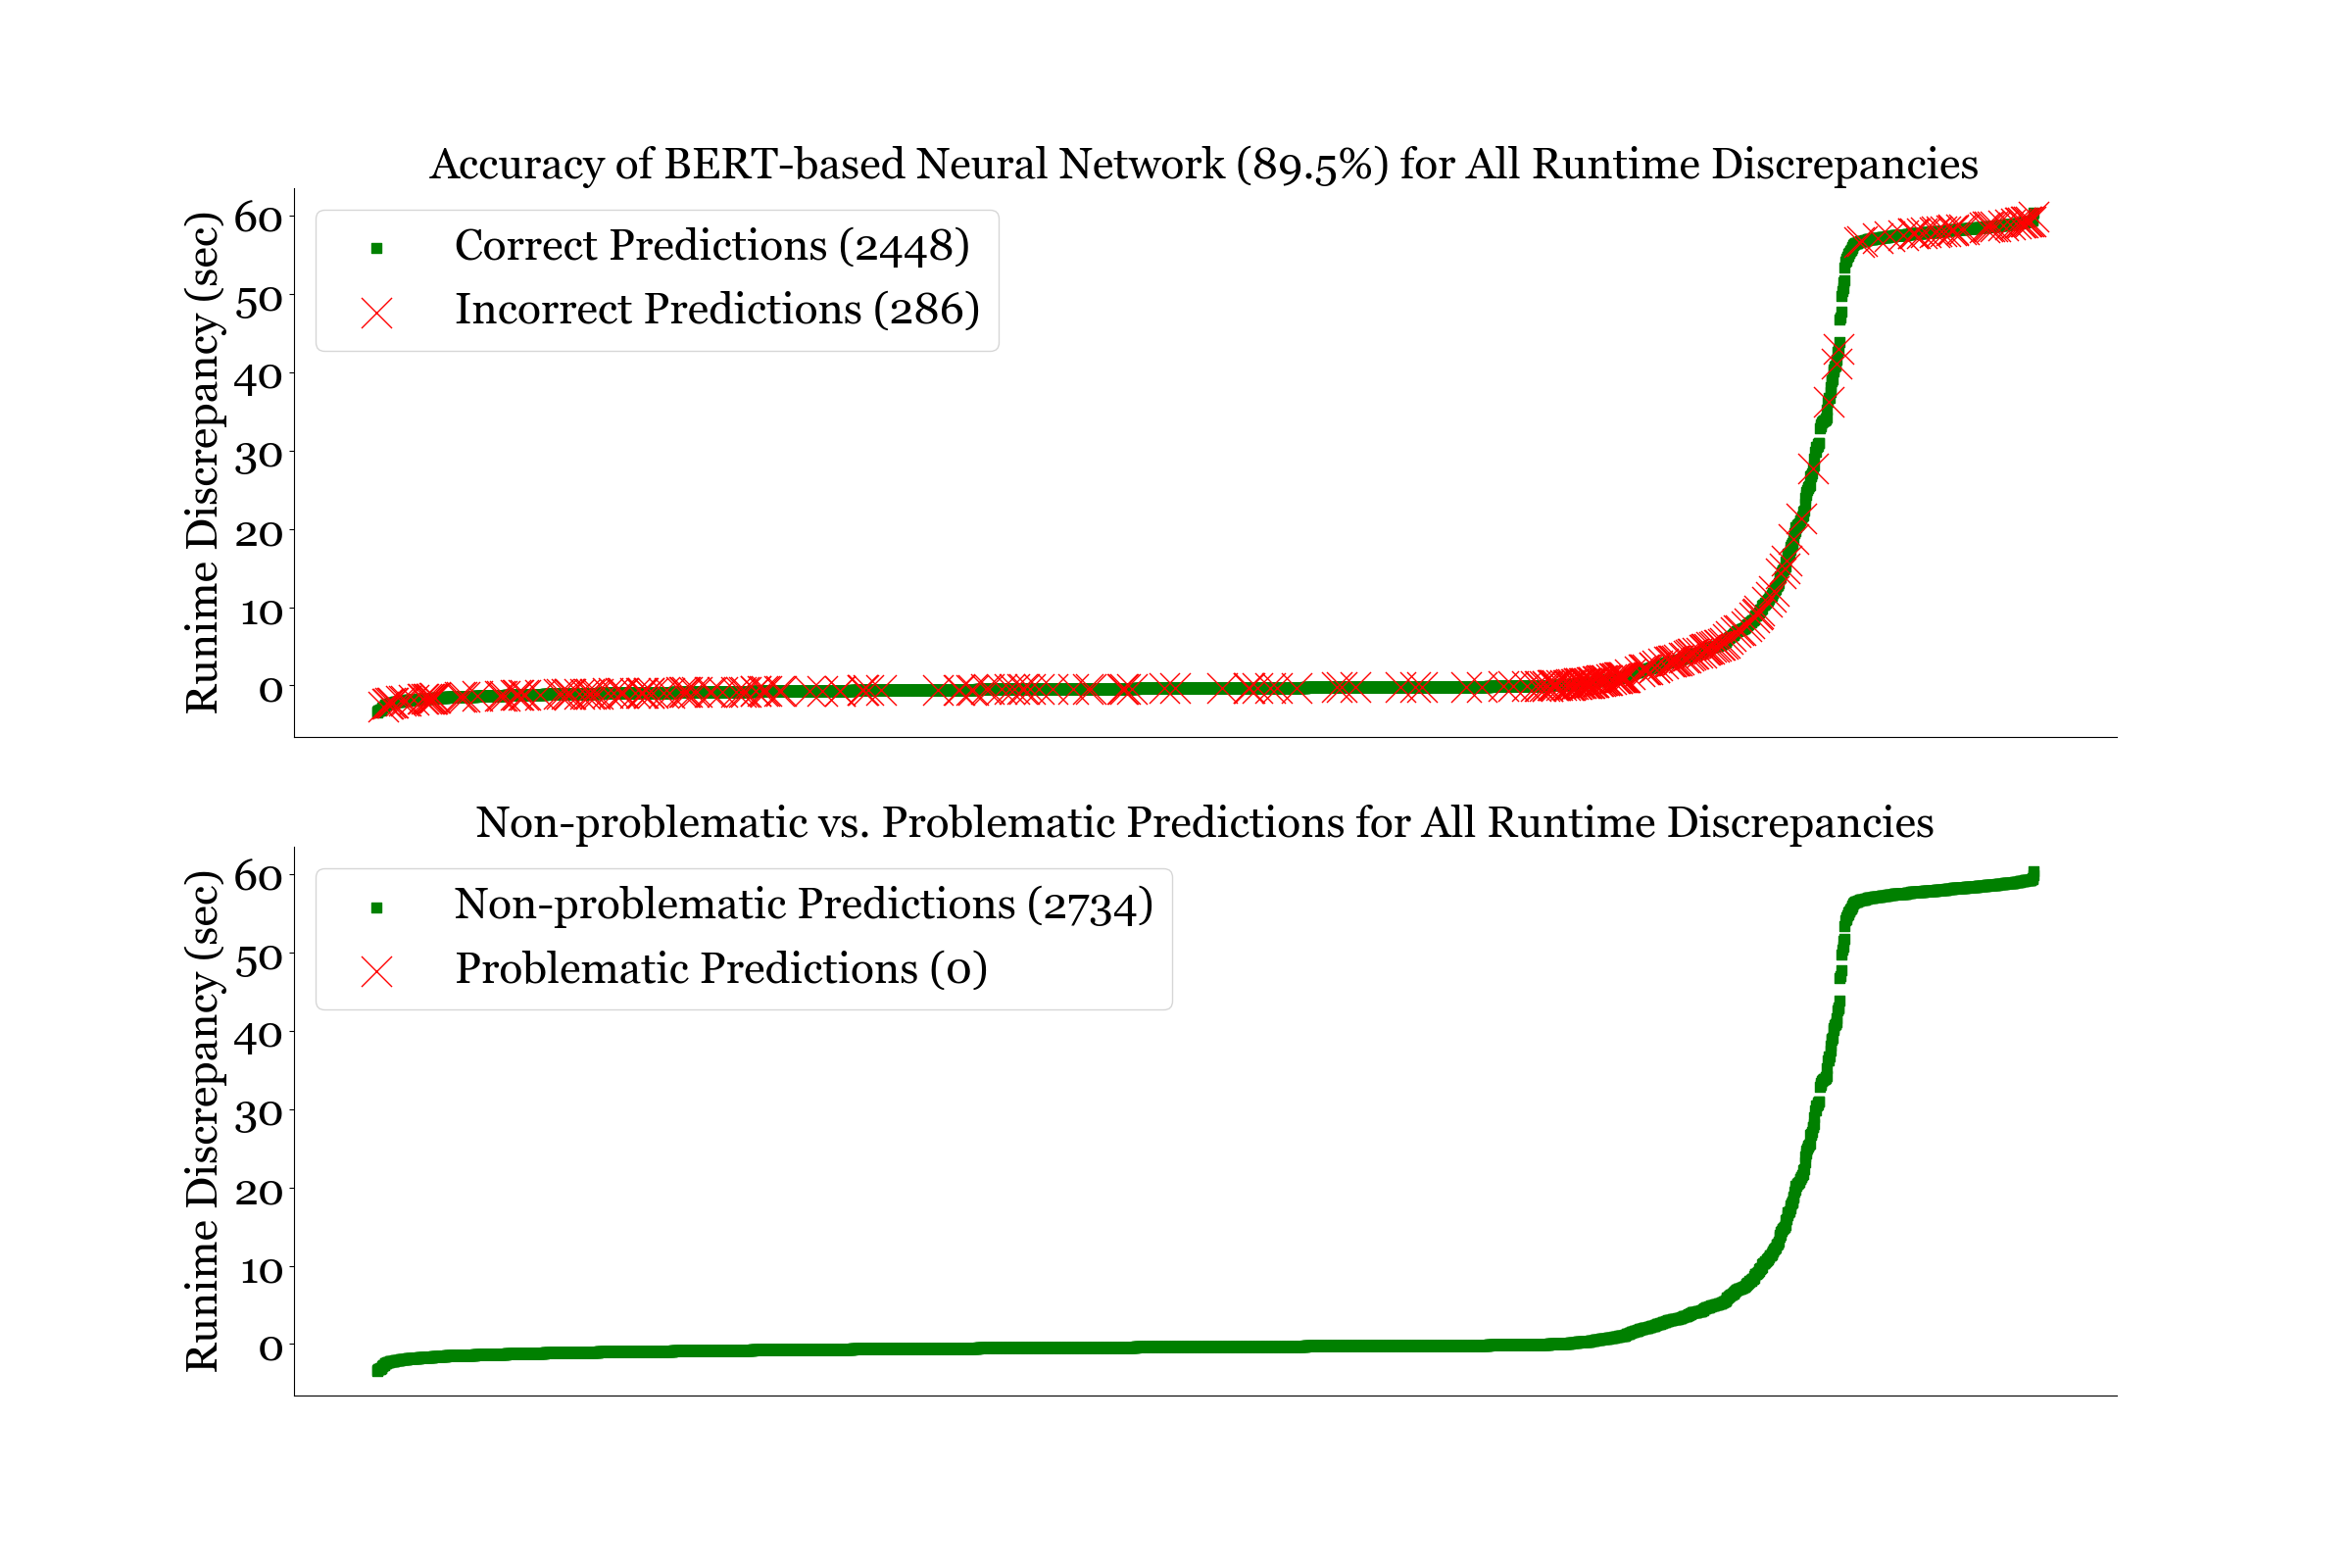 Accuracy of BERT-based Neural Network (89.5%) for All Runtime Discrepancies
Runime Discrepancy (sec)
60
50
40
30
20
10
0
Correct Predictions (2448)
Incorrect Predictions (286)
Non-problematic vs. Problematic Predictions for All Runtime Discrepancies
Runime Discrepancy (sec)
60
50
40
30
20
10
0
Non-problematic Predictions (2734)
Problematic Predictions (0)